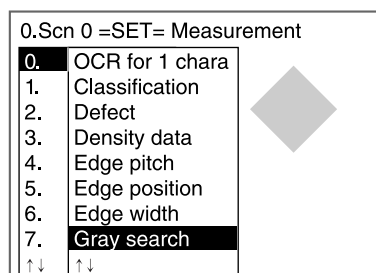 0.Scn 0 =SET= Measurement
0. OCR for 1 chara
1. Classification
2. Defect
3. Density data
4. Edge pitch
5. Edge position
6. Edge width
7. Gray search
↑↓ ↑↓